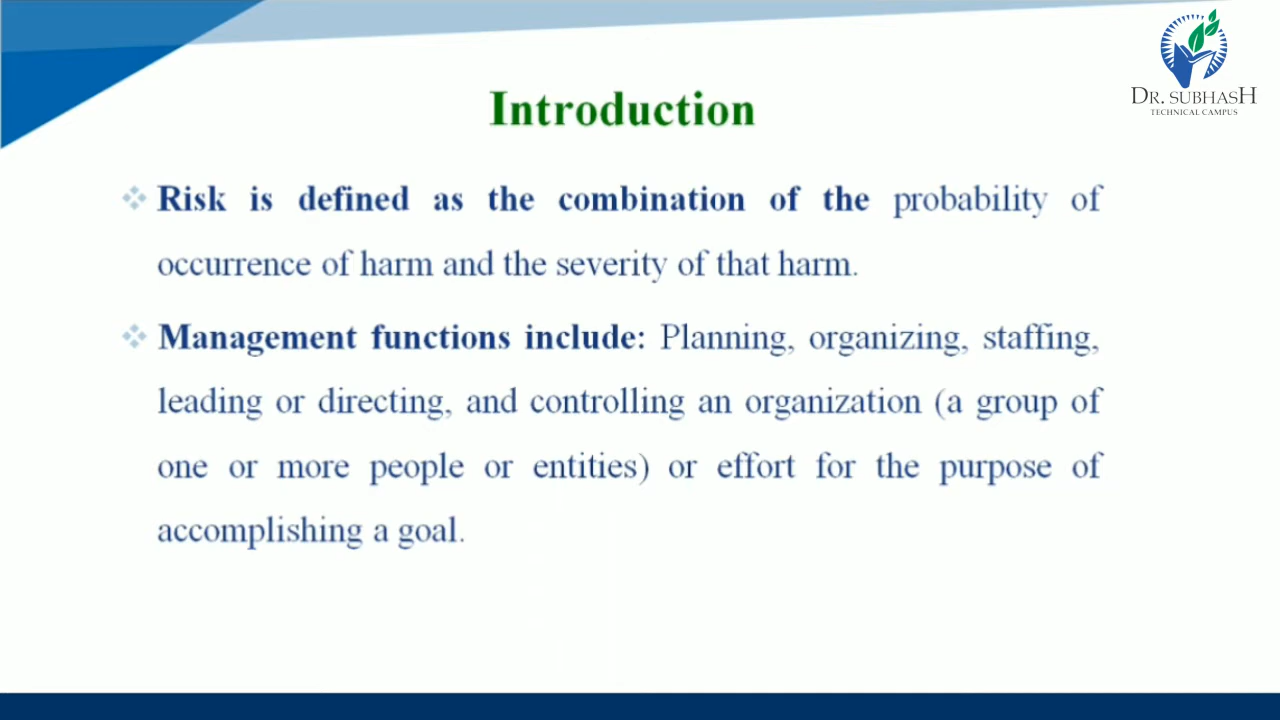 DR. SUBHASH
TECHNICAL CAMPUS
Introduction
Risk is defined as the combination of the probability of
occurrence of harm and the severity of that harm.
Management functions include: Planning, organizing, staffing,
leading or directing, and controlling an organization (a group of
one or more people or entities) or effort for the purpose of
accomplishing a goal.